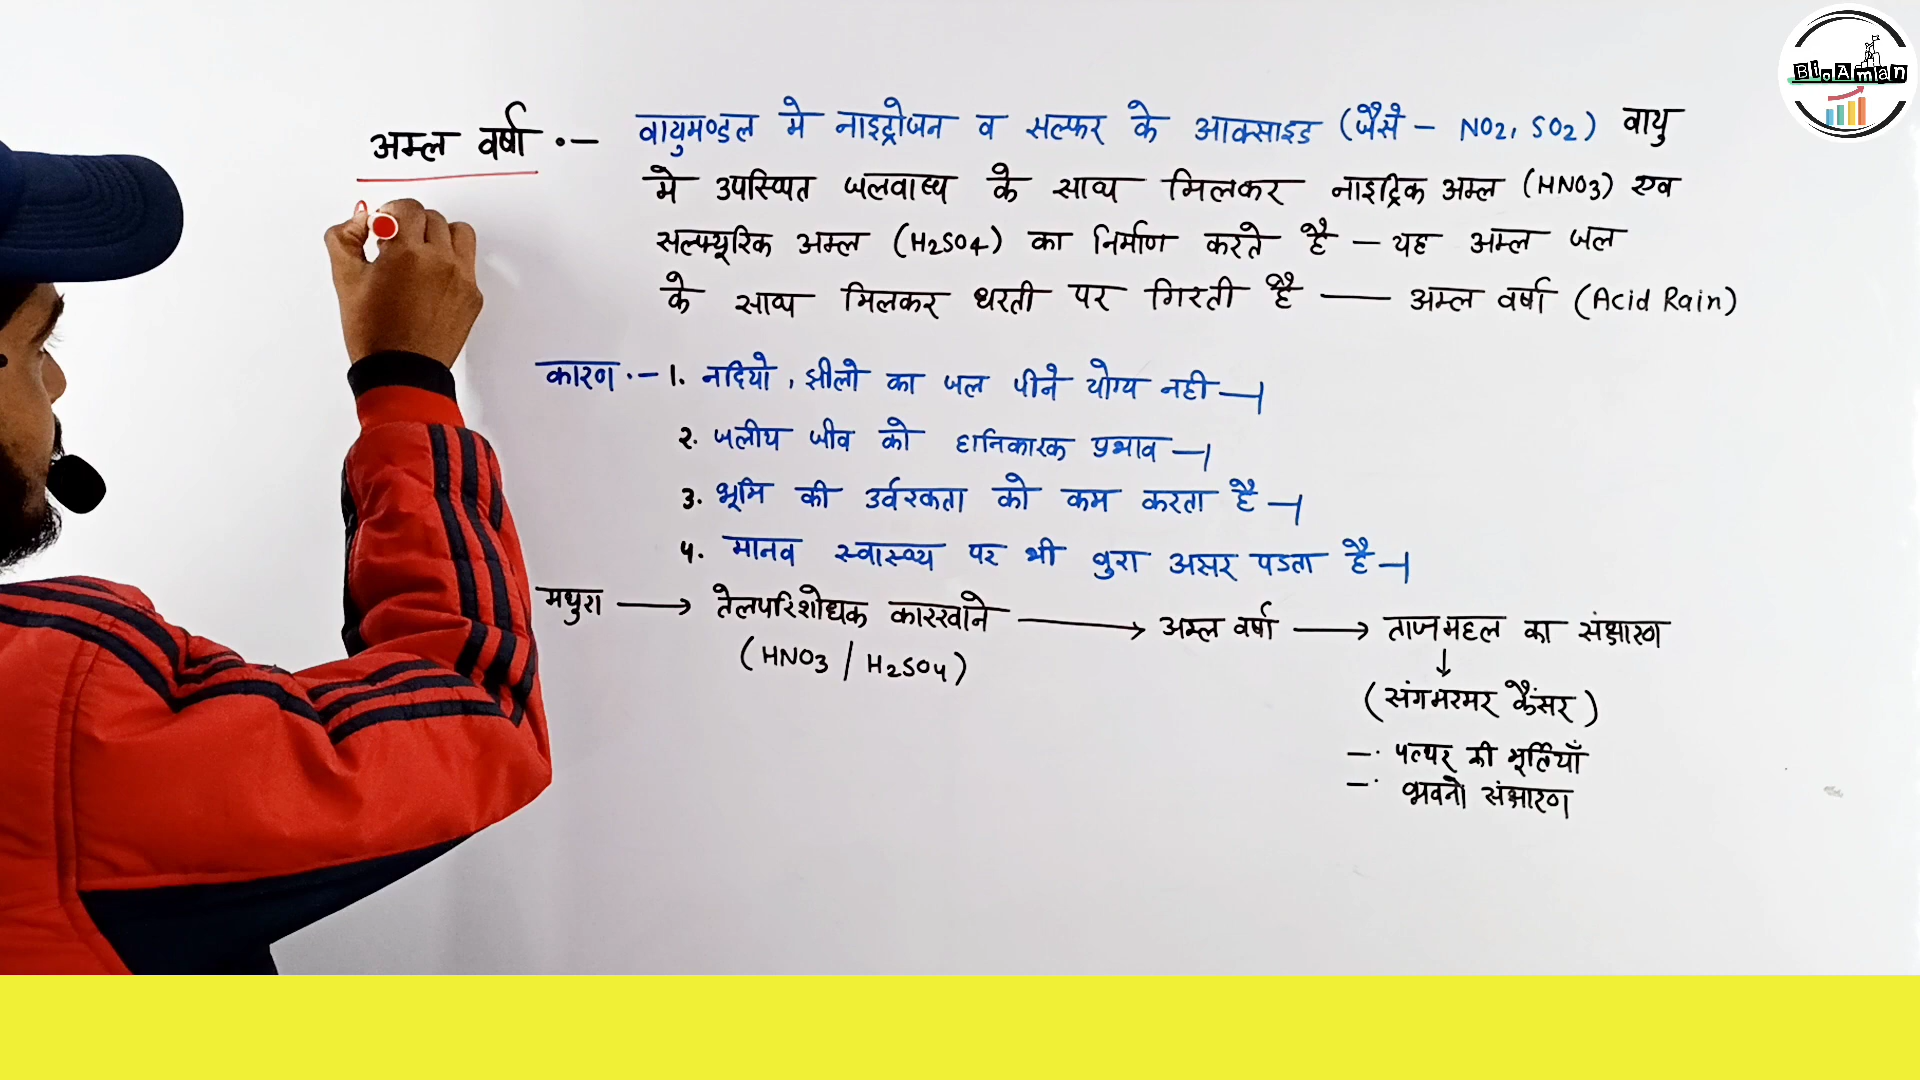 BioAman
अम्ल वर्षा :- वायुमण्डल मे नाइट्रोजन व सल्फर के आक्साइड (जैसे - NO2, SO2) वायु
मे उपस्थित जलवाष्प के साथ मिलकर नाइट्रिक अम्ल (HNO3) एव
सल्फ्यूरिक अम्ल (H2SO4) का निर्माण करते है - यह अम्ल जल
के साथ मिलकर धरती पर गिरती है — अम्ल वर्षा (Acid Rain)
कारण :- 1. नदियो, झीलो का जल पीने योग्य नही -|
2. जलीय जीव को हानिकारक प्रभाव -|
3. भूमि की उर्वरकता को कम करता है -|
4. मानव स्वास्थ्य पर भी बुरा असर पडता है -|
मथुरा → तेलपरिशोधक कारखाने → अम्ल वर्षा → ताजमहल का संक्षारण
(HNO3 / H2SO4)
↓
(संगमरमर कैंसर)
- पत्थर की मूर्तियाँ
- भवनो संक्षारण